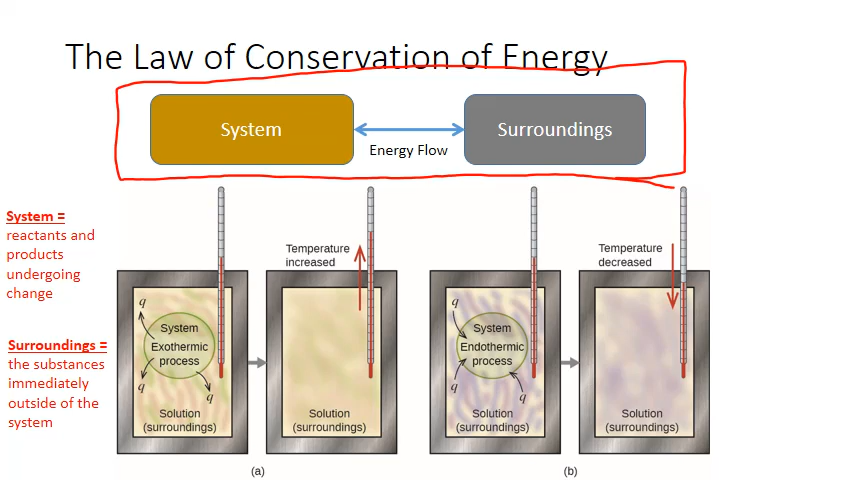 The Law of Conservation of Energy
System
Surroundings
Energy Flow
System =
reactants and
products
undergoing
change
Surroundings =
the substances
immediately
outside of the
system
q
System
Exothermic
process
q
q
Solution
(surroundings)
Temperature
increased
Solution
(surroundings)
(a)
q
System
Endothermic
process
q
q
Solution
(surroundings)
Temperature
decreased
Solution
(surroundings)
(b)